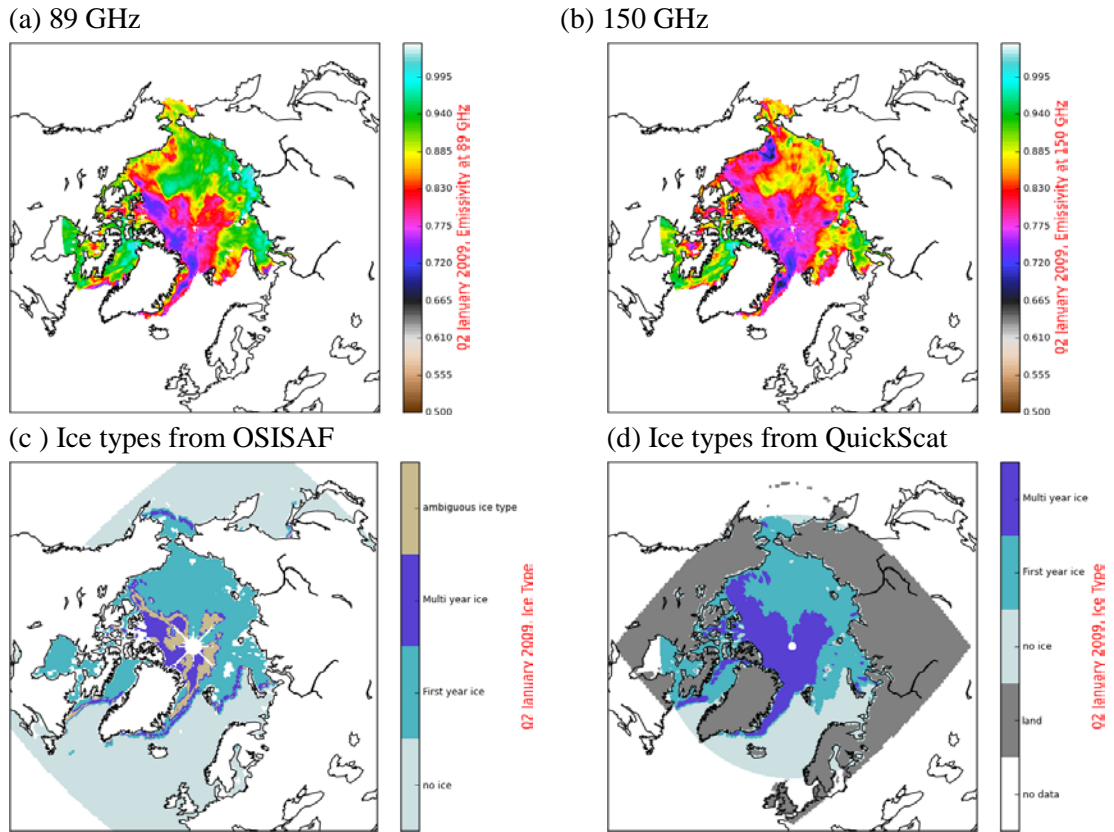 (a) 89 GHz
0.995
0.940
0.885
0.830
0.775
0.720
0.665
0.610
0.555
0.500
02 January 2009, Emissivity at 89 GHz
(b) 150 GHz
0.995
0.940
0.885
0.830
0.775
0.720
0.665
0.610
0.555
0.500
02 January 2009, Emissivity at 150 GHz
(c ) Ice types from OSISAF
ambiguous ice type
Multi year ice
First year ice
no ice
02 January 2009, Ice Type
(d) Ice types from QuickScat
Multi year ice
First year ice
no ice
land
no data
02 January 2009, Ice Type